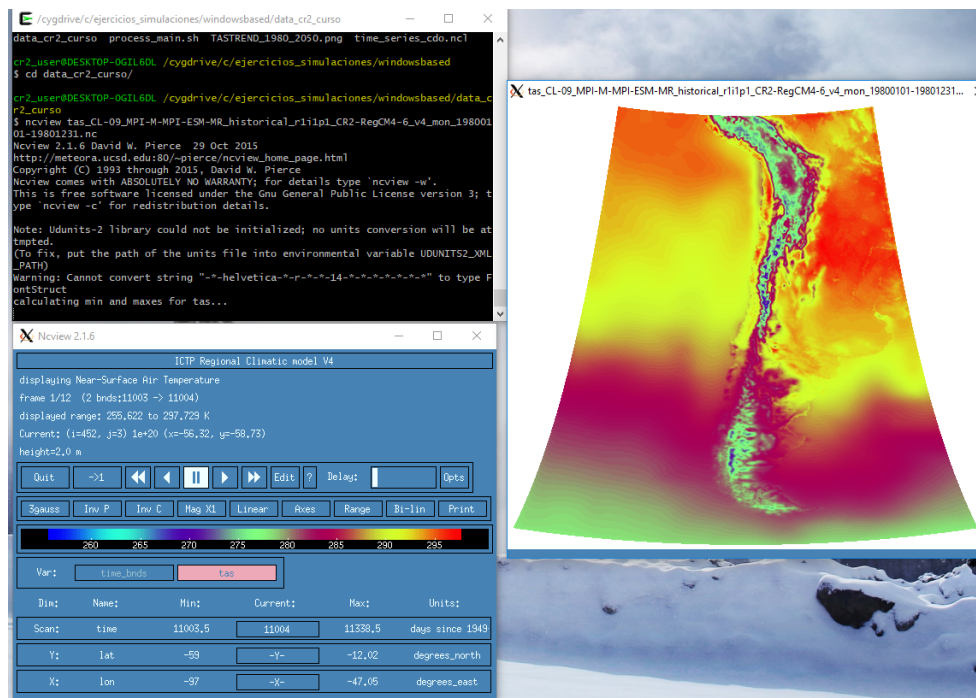 /cygdrive/c/ejercicios_simulaciones/windowsbased/data_cr2_curso
data_cr2_curso process_main.sh TASTREND_1980_2050.png time_series_cdo.ncl
cr2_user@DESKTOP-OGIL6DL /cygdrive/c/ejercicios_simulaciones/windowsbased
$ cd data_cr2_curso/
cr2_user@DESKTOP-OGIL6DL /cygdrive/c/ejercicios_simulaciones/windowsbased/data_c
r2_curso
$ ncview tas_CL-09_MPI-M-MPI-ESM-MR_historical_r1i1p1_CR2-RegCM4-6_v4_mon_198001
01-19801231.nc
Ncview 2.1.6 David W. Pierce 29 Oct 2015
http://meteora.ucsd.edu:80/~pierce/ncview_home_page.html
Copyright (C) 1993 through 2015, David W. Pierce
Ncview comes with ABSOLUTELY NO WARRANTY; for details type `ncview -w'.
This is free software licensed under the Gnu General Public License version 3; t
ype `ncview -c' for redistribution details.
Note: Udunits-2 library could not be initialized; no units conversion will be at
tmpted.
(To fix, put the path of the units file into environmental variable UDUNITS2_XML
_PATH)
Warning: Cannot convert string "-*-helvetica-*-r-*-*-14-*-*-*-*-*-*-*" to type F
ontStruct
calculating min and maxes for tas...
tas_CL-09_MPI-M-MPI-ESM-MR_historical_r1i1p1_CR2-RegCM4-6_v4_mon_19800101-19801231...
Ncview 2.1.6
ICTP Regional Climatic model V4
displaying Near-Surface Air Temperature
frame 1/12 (2 bnds:11003 -> 11004)
displayed range: 255.622 to 297.729 K
Current: (i=452, j=3) 1e+20 (x=-56.32, y=-58.73)
height=2.0 m
Quit ->1 Edit ? Delay: Opts
3gauss Inv P Inv C Mag X1 Linear Axes Range Bi-lin Print
260 265 270 275 280 285 290 295
Var: time_bnds tas
Dim: Name: Min: Current: Max: Units:
Scan: time 11003.5 11004 11338.5 days since 1949
Y: lat -59 -Y- -12.02 degrees_north
X: lon -97 -X- -47.05 degrees_east